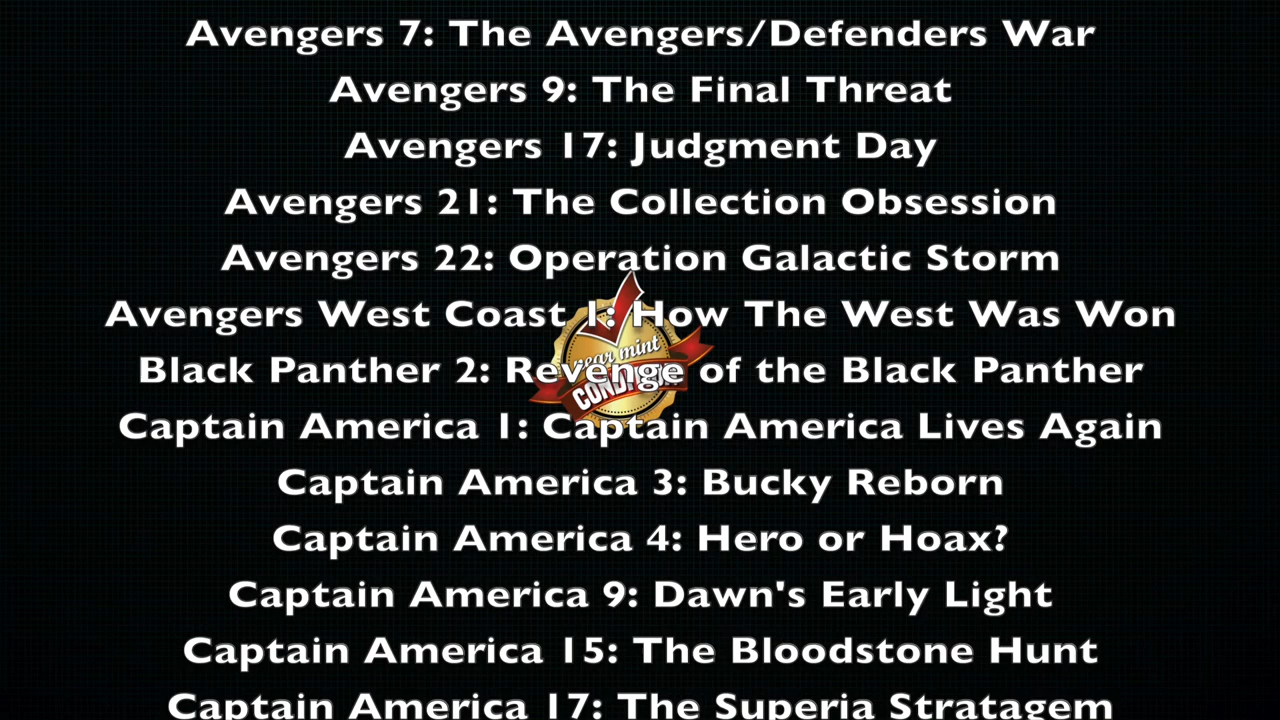 Avengers 7: The Avengers/Defenders War
Avengers 9: The Final Threat
Avengers 17: Judgment Day
Avengers 21: The Collection Obsession
Avengers 22: Operation Galactic Storm
Avengers West Coast 1: How The West Was Won
near mint
Black Panther 2: Revenge of the Black Panther
CONDITION
Captain America 1: Captain America Lives Again
Captain America 3: Bucky Reborn
Captain America 4: Hero or Hoax?
Captain America 9: Dawn's Early Light
Captain America 15: The Bloodstone Hunt
Captain America 17: The Superia Stratagem